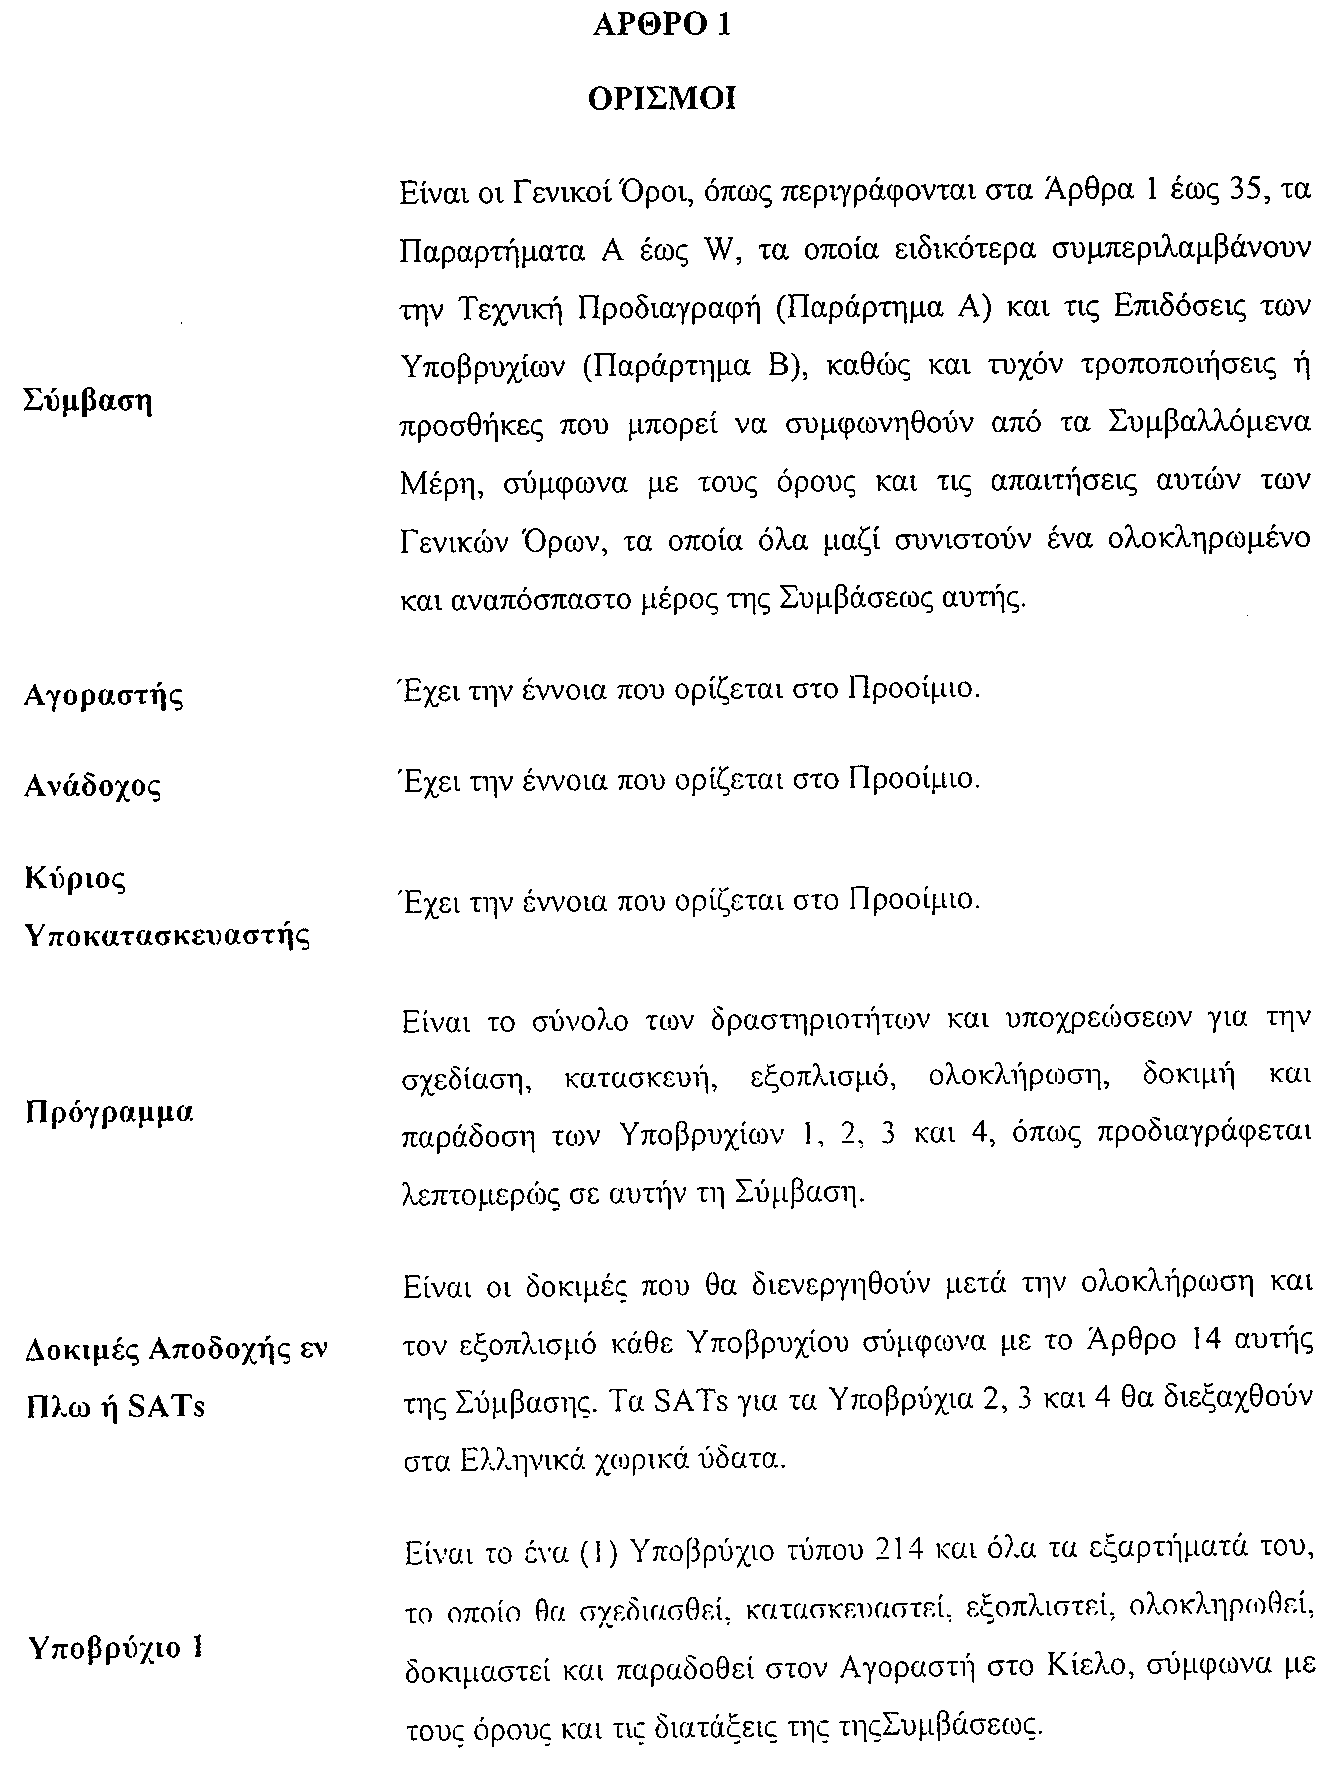 ΑΡΘΡΟ 1
ΟΡΙΣΜΟΙ
Σύμβαση
Είναι οι Γενικοί Όροι, όπως περιγράφονται στα Άρθρα 1 έως 35, τα
Παραρτήματα Α έως W, τα οποία ειδικότερα συμπεριλαμβάνουν
την Τεχνική Προδιαγραφή (Παράρτημα Α) και τις Επιδόσεις των
Υποβρυχίων (Παράρτημα Β), καθώς και τυχόν τροποποιήσεις ή
προσθήκες που μπορεί να συμφωνηθούν από τα Συμβαλλόμενα
Μέρη, σύμφωνα με τους όρους και τις απαιτήσεις αυτών των
Γενικών Όρων, τα οποία όλα μαζί συνιστούν ένα ολοκληρωμένο
και αναπόσπαστο μέρος της Συμβάσεως αυτής.
Αγοραστής
Έχει την έννοια που ορίζεται στο Προοίμιο.
Ανάδοχος
Έχει την έννοια που ορίζεται στο Προοίμιο.
Κύριος
Υποκατασκευαστής
Έχει την έννοια που ορίζεται στο Προοίμιο.
Πρόγραμμα
Είναι το σύνολο των δραστηριοτήτων και υποχρεώσεων για την
σχεδίαση, κατασκευή, εξοπλισμό, ολοκλήρωση, δοκιμή και
παράδοση των Υποβρυχίων 1, 2, 3 και 4, όπως προδιαγράφεται
λεπτομερώς σε αυτήν τη Σύμβαση.
Δοκιμές Αποδοχής εν
Πλω ή SATs
Είναι οι δοκιμές που θα διενεργηθούν μετά την ολοκλήρωση και
τον εξοπλισμό κάθε Υποβρυχίου σύμφωνα με το Άρθρο 14 αυτής
της Σύμβασης. Τα SATs για τα Υποβρύχια 2, 3 και 4 θα διεξαχθούν
στα Ελληνικά χωρικά ύδατα.
Υποβρύχιο 1
Είναι το ένα (1) Υποβρύχιο τύπου 214 και όλα τα εξαρτήματά του,
το οποίο θα σχεδιασθεί, κατασκευαστεί, εξοπλιστεί, ολοκληρωθεί,
δοκιμαστεί και παραδοθεί στον Αγοραστή στο Κίελο, σύμφωνα με
τους όρους και τις διατάξεις της τηςΣυμβάσεως.